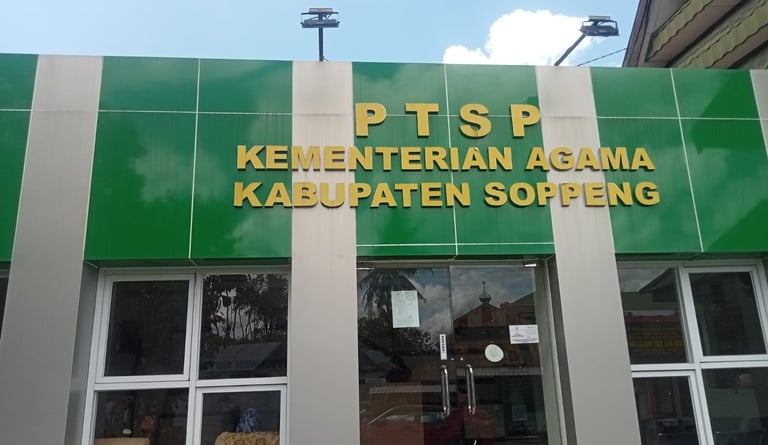 PTSP
KEMENTERIAN AGAMA
KABUPATEN SOPPENG